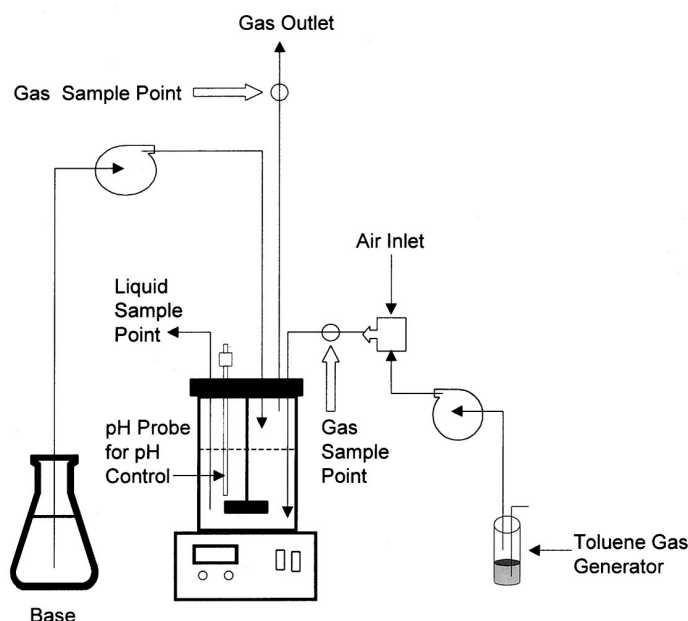 Gas Outlet
Gas Sample Point
Air Inlet
Liquid
Sample
Point
pH Probe
for pH
Control
Gas
Sample
Point
Toluene Gas
Generator
Base